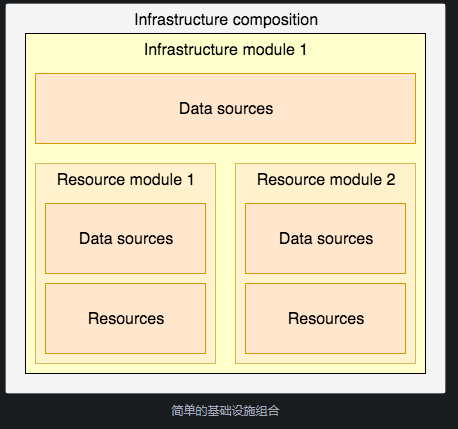 Infrastructure composition
Infrastructure module 1
Data sources
Resource module 1
Data sources
Resources
Resource module 2
Data sources
Resources
简单的基础设施组合